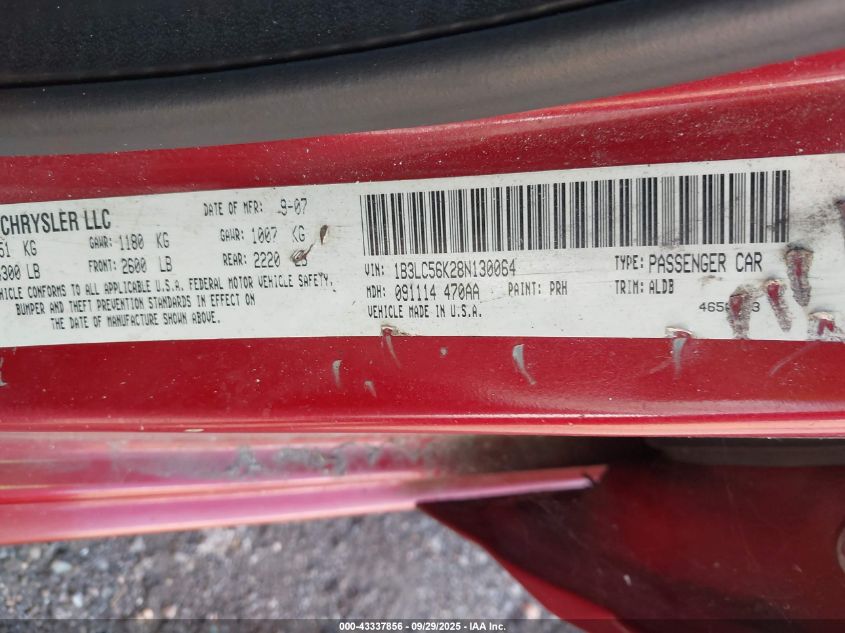 CHRYSLER LLC
DATE OF MFR: 9-07
51 KG GAWR: 1180 KG GAWR: 1007 KG
300 LB FRONT: 2600 LB REAR: 2220 LB
VEHICLE CONFORMS TO ALL APPLICABLE U.S.A. FEDERAL MOTOR VEHICLE SAFETY,
BUMPER AND THEFT PREVENTION STANDARDS IN EFFECT ON
THE DATE OF MANUFACTURE SHOWN ABOVE.
VIN: 1B3LC56K28N130064 TYPE: PASSENGER CAR
MDH: 091114 470AA PAINT: PRH TRIM: ALDB
VEHICLE MADE IN U.S.A.
000-43337856 / 09/29/2025 - IAA Inc.